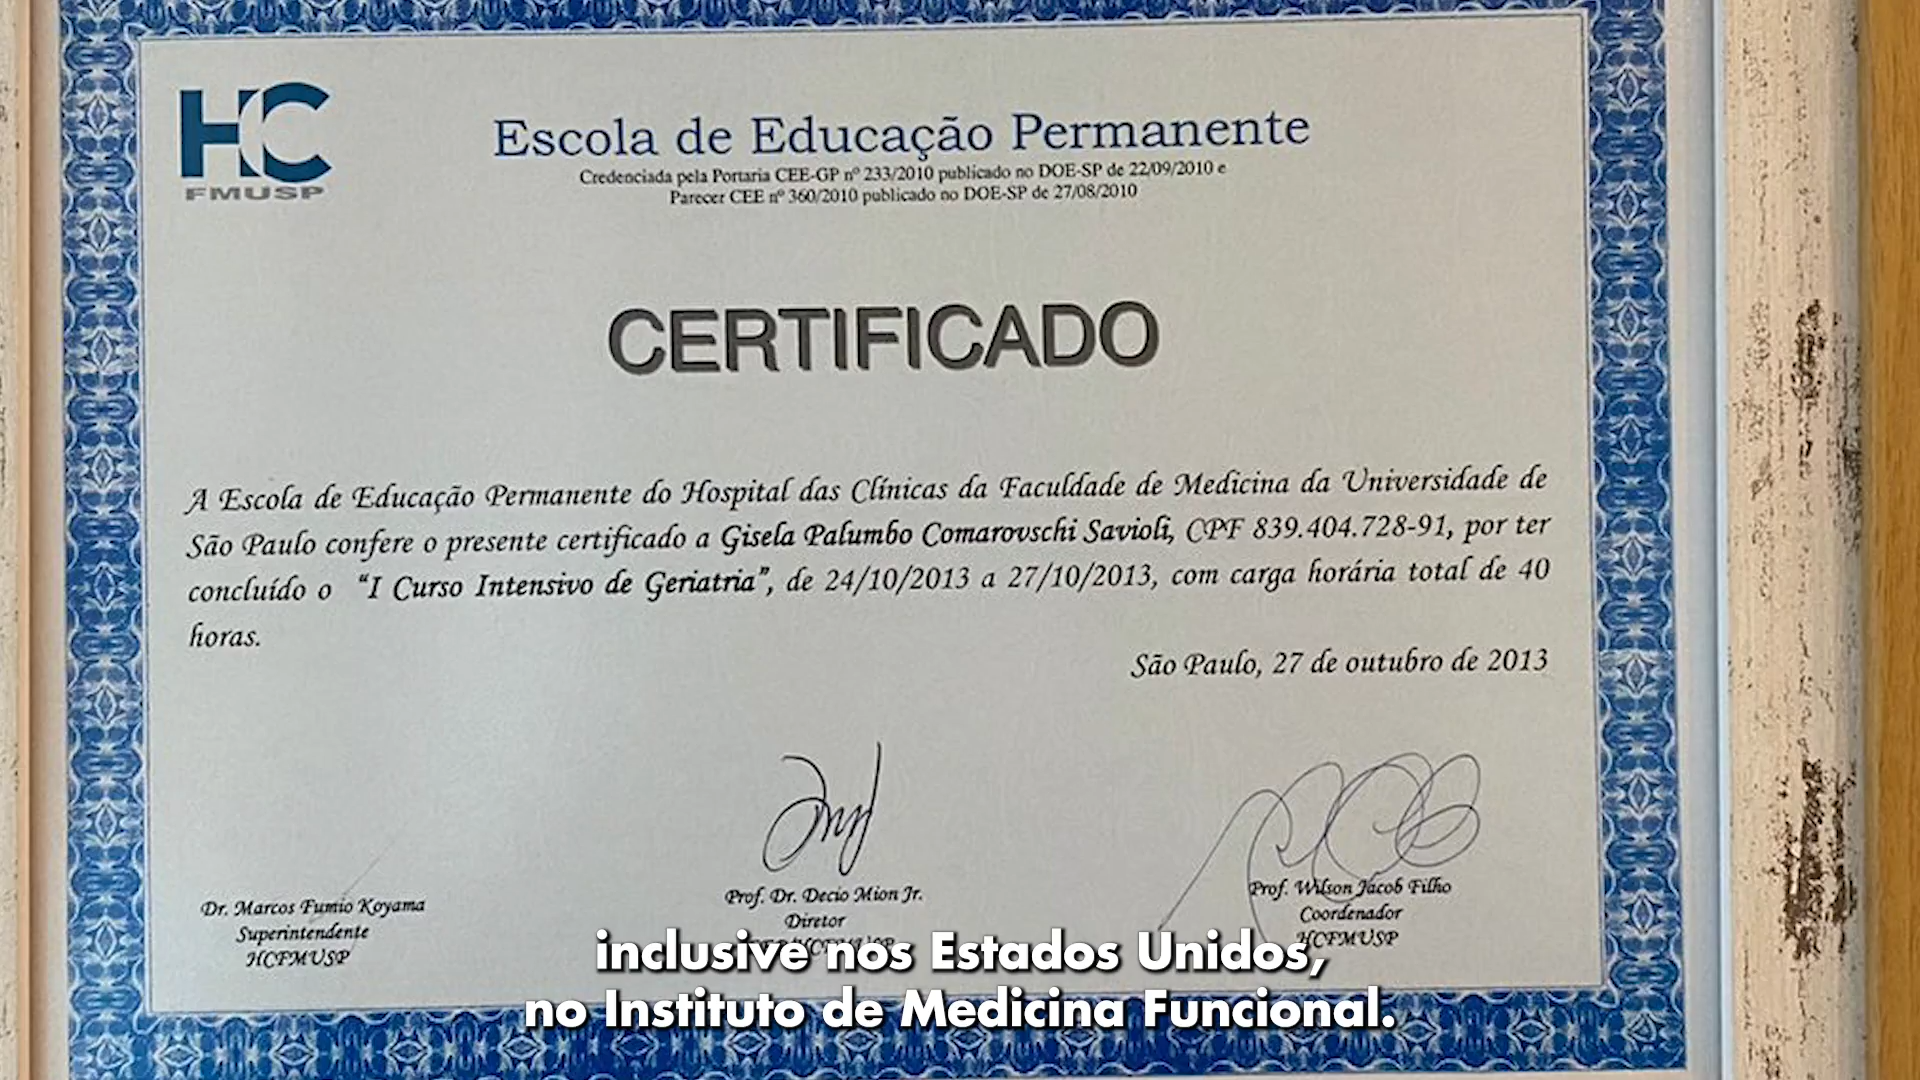 HC
FMUSP
Escola de Educação Permanente
Credenciada pela Portaria CEE-GP nº 233/2010 publicado no DOE-SP de 22/09/2010 e
Parecer CEE nº 360/2010 publicado no DOE-SP de 27/08/2010
CERTIFICADO
A Escola de Educação Permanente do Hospital das Clínicas da Faculdade de Medicina da Universidade de
São Paulo confere o presente certificado a Gisela Palumbo Comarovschi Savioli, CPF 839.404.728-91, por ter
concluído o “I Curso Intensivo de Geriatria”, de 24/10/2013 a 27/10/2013, com carga horária total de 40
horas.
São Paulo, 27 de outubro de 2013
Dr. Marcos Fumio Koyama
Superintendente
HCFMUSP
Prof. Dr. Decio Mion Jr.
Diretor
Prof. Wilson Jacob Filho
Coordenador
HCFMUSP
inclusive nos Estados Unidos,
no Instituto de Medicina Funcional.